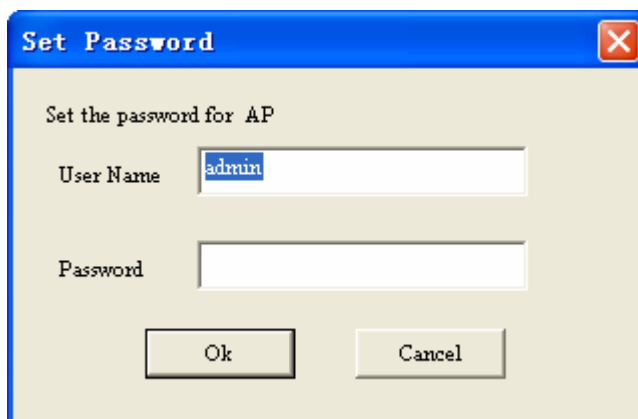 Set Password
Set the password for AP
User Name
admin
Password
Ok
Cancel